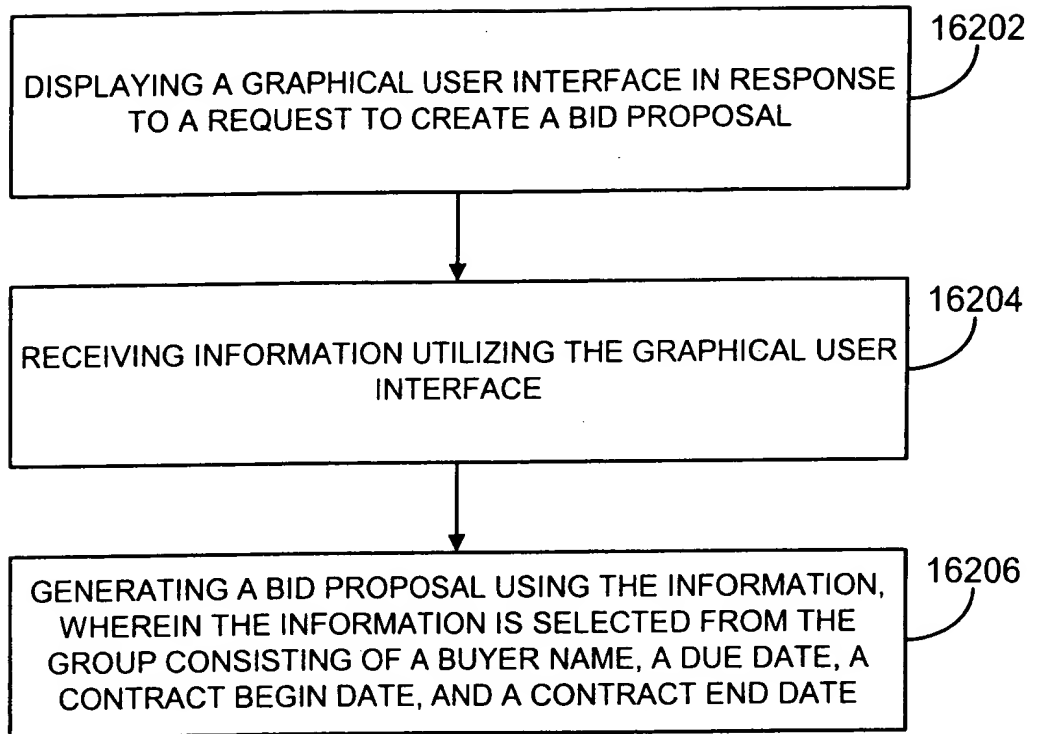 16202
DISPLAYING A GRAPHICAL USER INTERFACE IN RESPONSE
TO A REQUEST TO CREATE A BID PROPOSAL
16204
RECEIVING INFORMATION UTILIZING THE GRAPHICAL USER
INTERFACE
16206
GENERATING A BID PROPOSAL USING THE INFORMATION,
WHEREIN THE INFORMATION IS SELECTED FROM THE
GROUP CONSISTING OF A BUYER NAME, A DUE DATE, A
CONTRACT BEGIN DATE, AND A CONTRACT END DATE